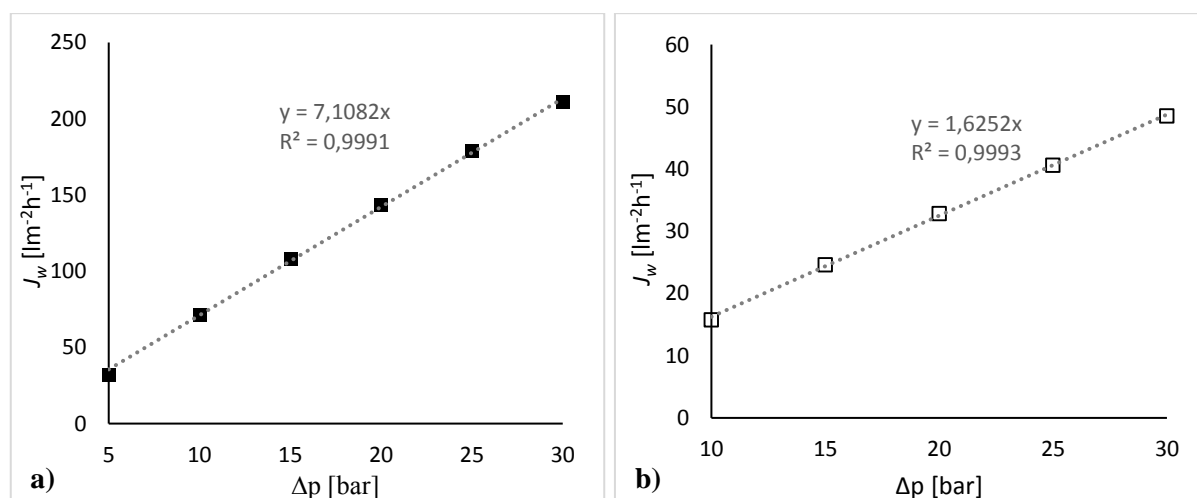 250
200
150
100
50
0
J_w [lm⁻²h⁻¹]
y = 7,1082x
R² = 0,9991
5 10 15 20 25 30
a) Δp [bar]
60
50
40
30
20
10
0
J_w [lm⁻²h⁻¹]
y = 1,6252x
R² = 0,9993
10 15 20 25 30
b) Δp [bar]